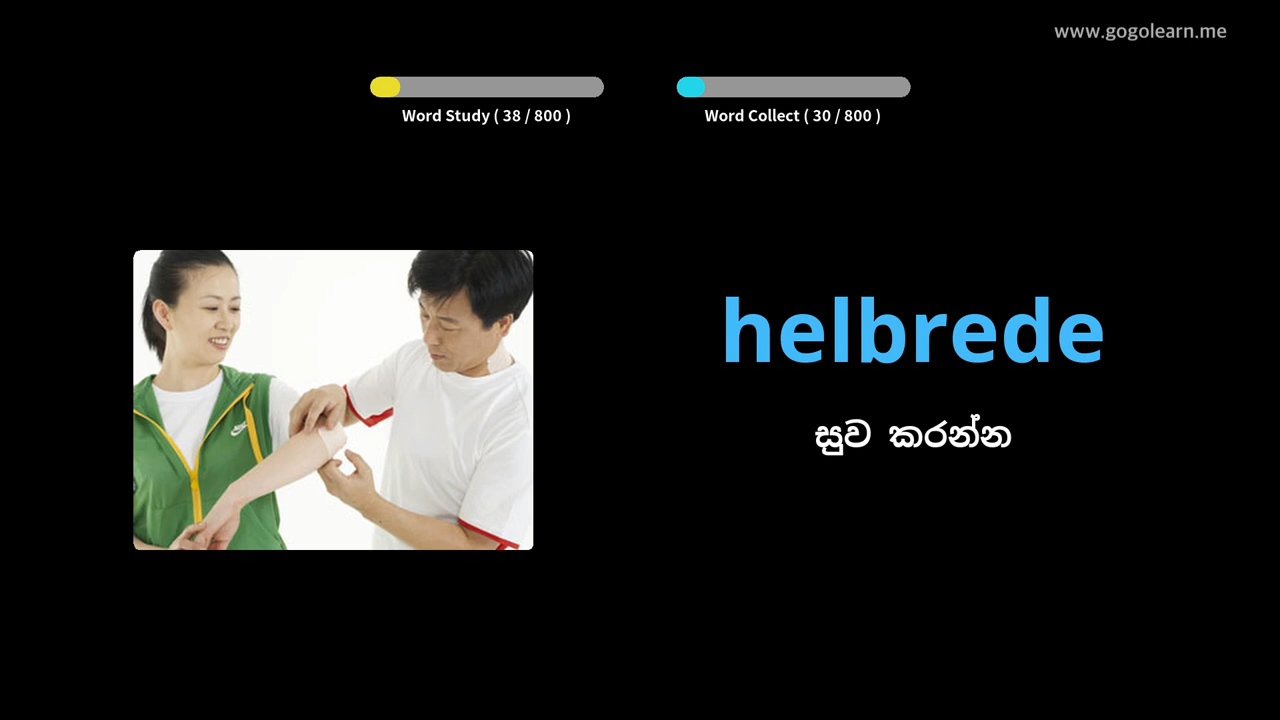 www.gogolearn.me
Word Study ( 38 / 800 )
Word Collect ( 30 / 800 )
helbrede
සුව කරන්න